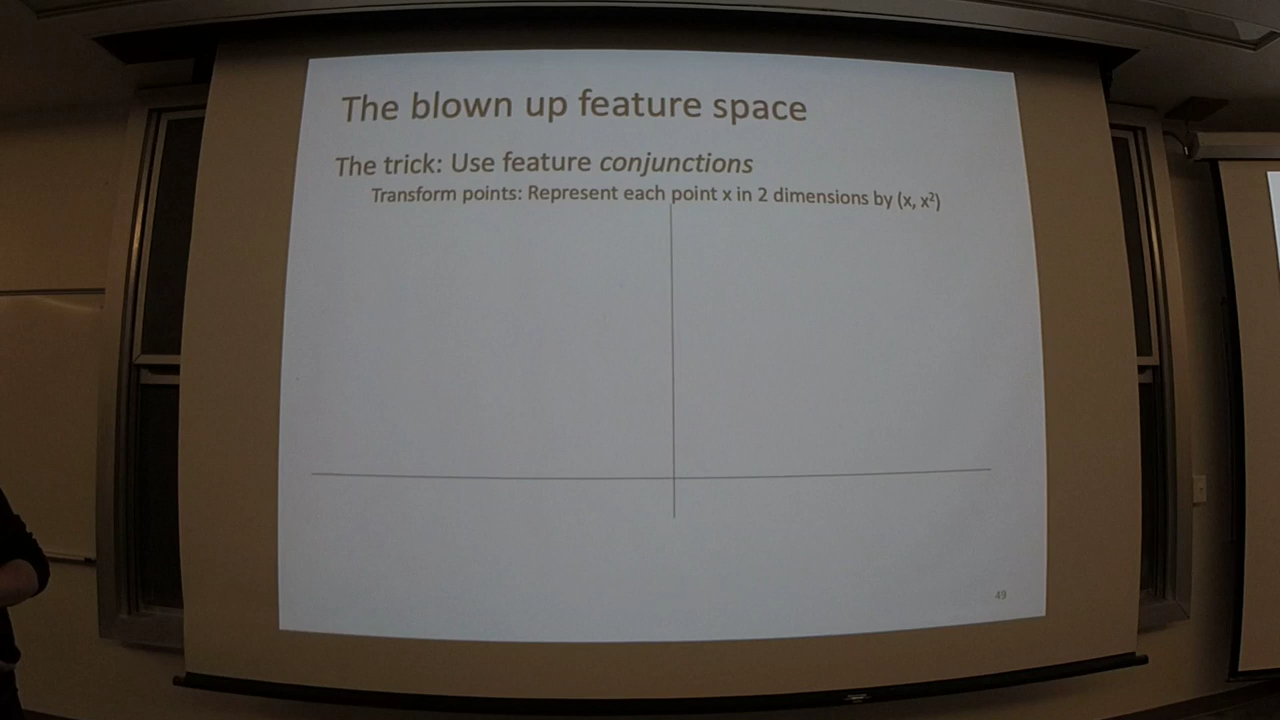 The blown up feature space
The trick: Use feature conjunctions
Transform points: Represent each point x in 2 dimensions by (x, x²)
49